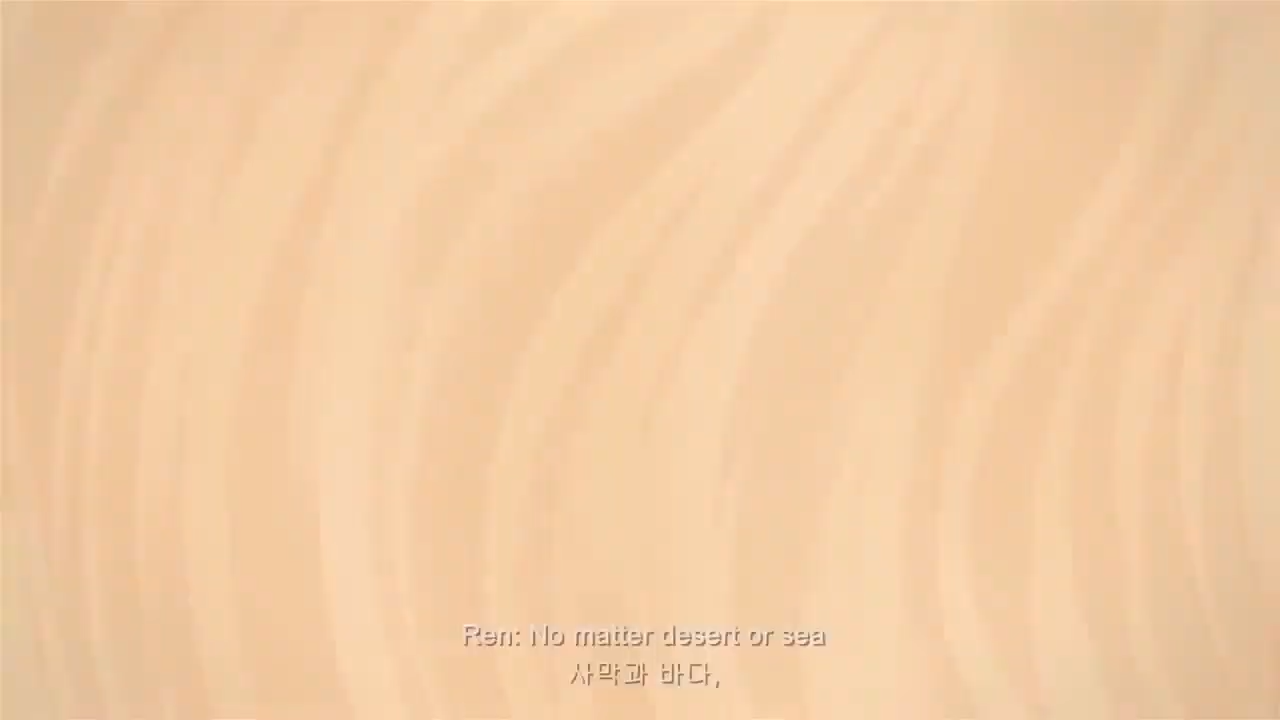 Ren: No matter desert or sea
사막과 바다,